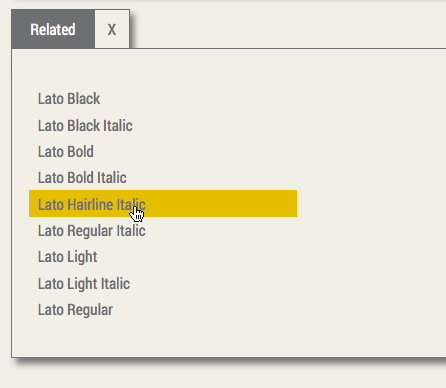 Related X
Lato Black
Lato Black Italic
Lato Bold
Lato Bold Italic
Lato Hairline Italic
Lato Regular Italic
Lato Light
Lato Light Italic
Lato Regular